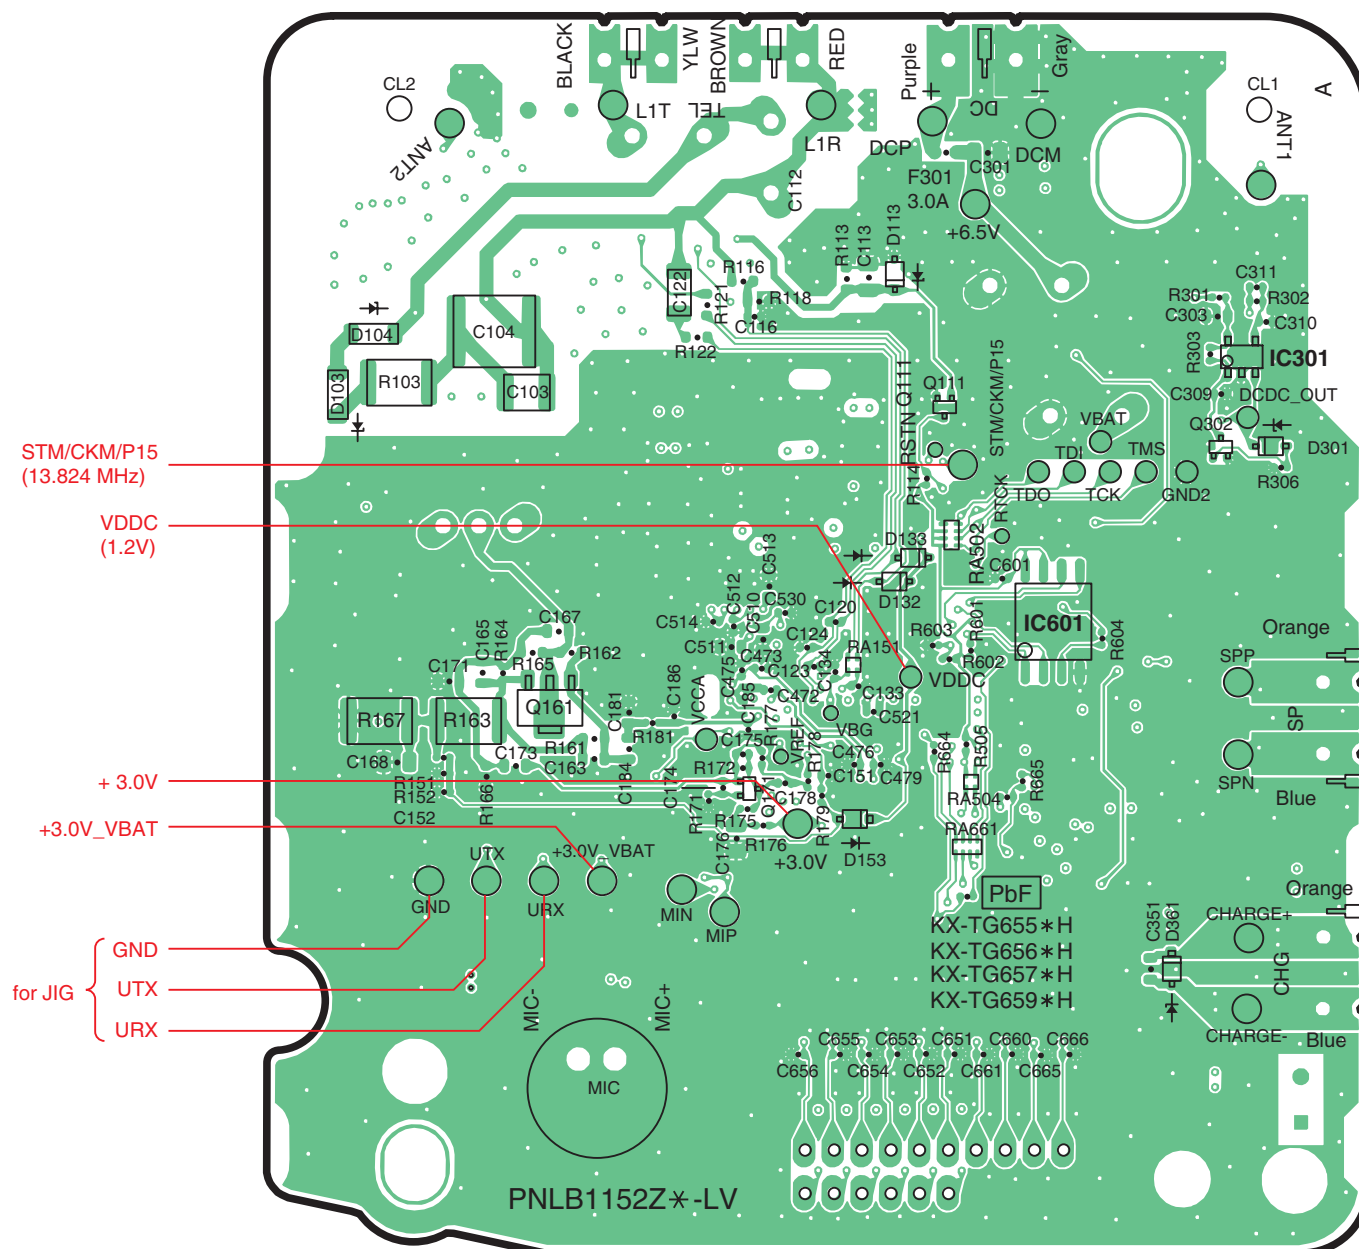 BLACK
YLW
BROWN
RED
Purple
Gray
A
CL2
CL1
+
DC
−
L1T
TEL
L1R
DCP
C301
DCM
ANT2
ANT1
C112
F301
3.0A
+6.5V
R113
C113
D113
R116
C122
R121
R118
C116
R122
C311
R301
R302
C303
C310
R303
IC301
D104
C104
R103
D103
C103
Q111
C309
DCDC_OUT
RSTN
Q111
STM/CKM/P15
VBAT
Q302
D301
R306
STM/CKM/P15
(13.824 MHz)
R114
TDI
TMS
TDO
TCK
GND2
RTCK
VDDC
(1.2V)
D133
RA502
C513
C601
D132
C512
C510
C530
C514
C120
C511
C124
R603
R601
IC601
R604
R602
Orange
C167
C165
R164
C171
R165
R162
C475
C473
C123
C134
RA151
SPP
C186
C185
C472
C133
VDDC
VCCA
VBG
C521
SP
R167
R163
Q161
C181
R181
R177
VREF
R178
C175
C476
R161
C163
C173
C168
C184
C174
R172
C151
C479
R664
R505
SPN
+ 3.0V
R151
R152
R166
C152
R171
Q171
C178
R175
R179
RA504
R665
Blue
+3.0V_VBAT
C176
R176
+3.0V
D153
RA661
UTX
+3.0V_VBAT
GND
URX
MIN
MIP
PbF
Orange
CHARGE+
KX-TG655*H
KX-TG656*H
KX-TG657*H
KX-TG659*H
C351
D361
CHG
GND
for JIG
UTX
URX
MIC-
MIC+
CHARGE-
Blue
C655
C653
C651
C660
C666
C656
C654
C652
C661
C665
MIC
PNLB1152Z*-LV